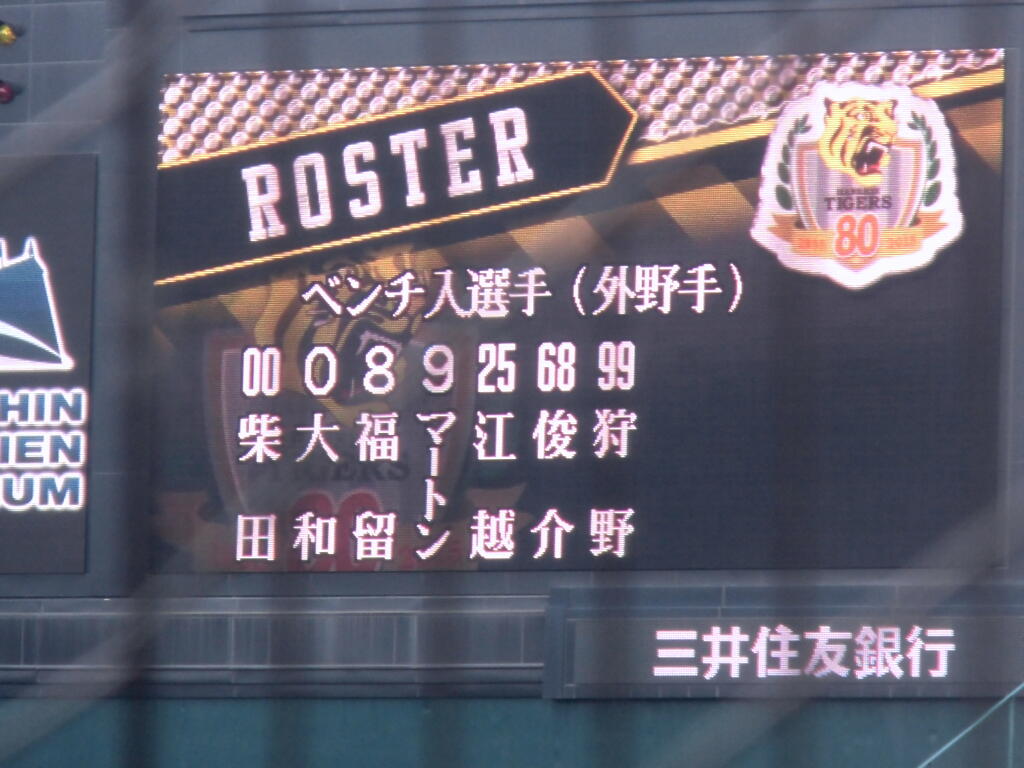 ROSTER
TIGERS
80
ベンチ入選手（外野手）
00 0 8 9 25 68 99
柴田 大和 福留 マートン 江越 俊介 狩野
HIN
IEN
UM
三井住友銀行